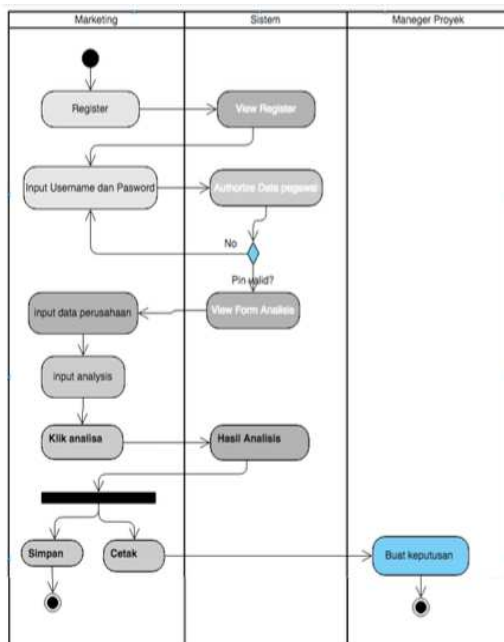 Marketing
Sistem
Maneger Proyek
Register
View Register
Input Username dan Pasword
Authorize Data pegawai
No
Pin valid?
input data perusahaan
View Form Analisis
input analysis
Klik analisa
Hasil Analisis
Simpan
Cetak
Buat keputusan